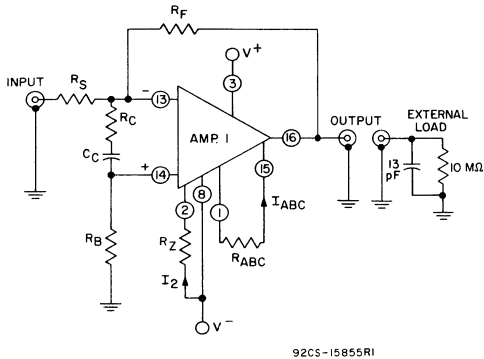 RF
V+
INPUT
RS
− 13
3
RC
AMP. 1
16
OUTPUT
EXTERNAL
LOAD
CC
+ 14
15
13
pF
10 MΩ
8
2
1
IABC
RB
RZ
RABC
I2
V−
92CS-15855R1